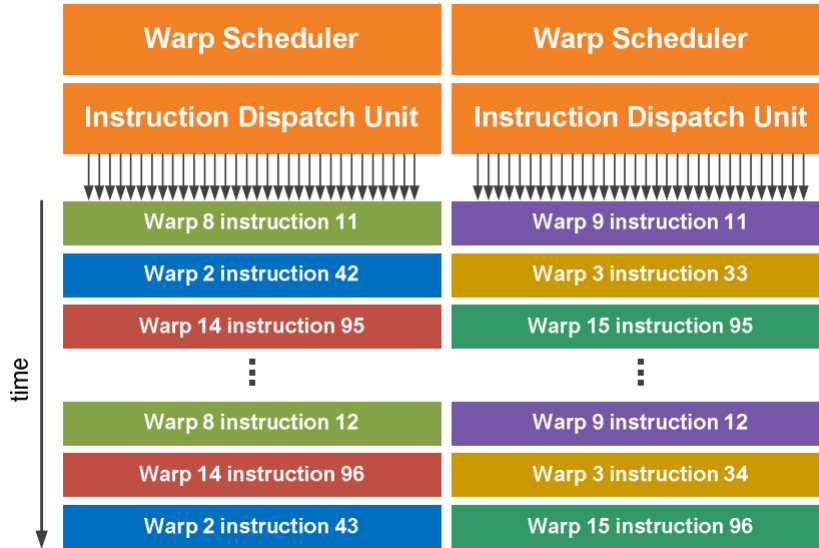 Warp Scheduler
Warp Scheduler
Instruction Dispatch Unit
Instruction Dispatch Unit
time
Warp 8 instruction 11
Warp 9 instruction 11
Warp 2 instruction 42
Warp 3 instruction 33
Warp 14 instruction 95
Warp 15 instruction 95
Warp 8 instruction 12
Warp 9 instruction 12
Warp 14 instruction 96
Warp 3 instruction 34
Warp 2 instruction 43
Warp 15 instruction 96